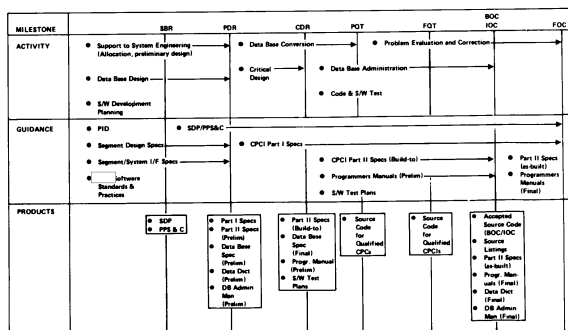 MILESTONE
SBR
PDR
CDR
PQT
FQT
BOC
IOC
FOC
ACTIVITY
● Support to System Engineering
(Allocation, preliminary design)
● Data Base Conversion
● Problem Evaluation and Correction
● Data Base Design
● Critical
Design
● Data Base Administration
● S/W Development
Planning
● Code & S/W Test
GUIDANCE
● PID
● SDP/PPS&C
● Segment Design Specs
● CPCI Part I Specs
● Segment/System I/F Specs
● CPCI Part II Specs (Build-to)
● Part II Specs
(as-built)
● oftware
Standards &
Practices
● Programmers Manuals (Prelim)
● Programmers
Manuals
(Final)
● S/W Test Plans
PRODUCTS
● SDP
● PPS & C
● Part I Specs
● Part II Specs
(Prelim)
● Data Base
Spec
(Prelim)
● Data Dict
(Prelim)
● DB Admin
Man (Prelim)
● Part II Specs
(Build-to)
● Data Base
Spec
(Final)
● Progr. Manual
(Prelim)
● S/W Test
Plans
● Source
Code
for
Qualified
CPCs
● Source
Code
for
Qualified
CPCIs
● Accepted
Source Code
(BOC/IOC)
● Source
Listings
● Part II Specs
(as-built)
● Progr. Man-
uals (Final)
● Data Dict
(Final)
● DB Admin
Man (Final)